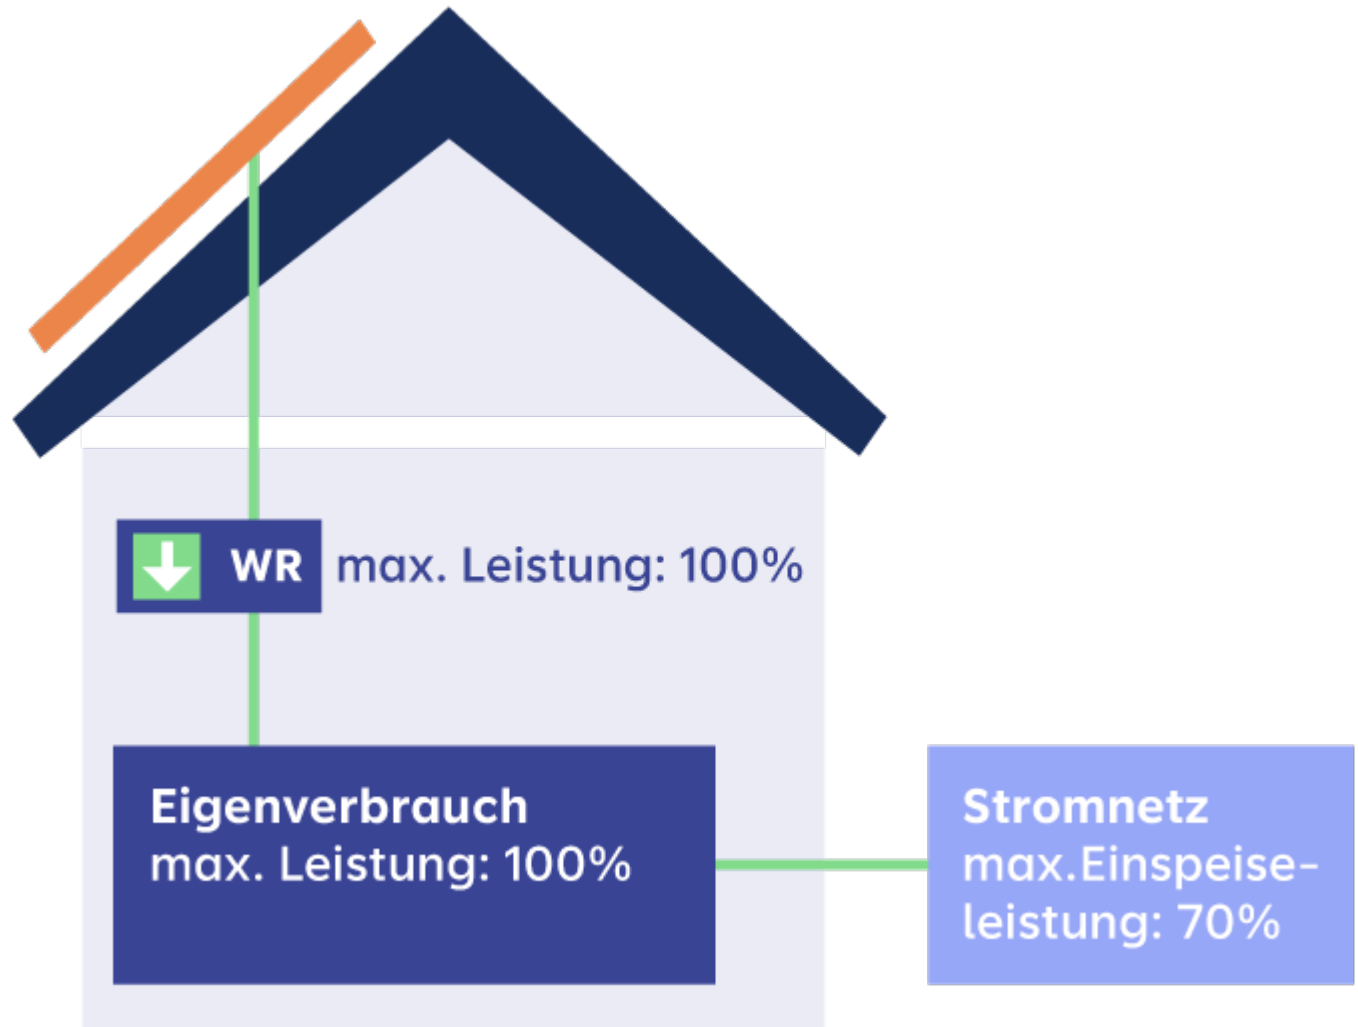 WR
max. Leistung: 100%
Eigenverbrauch
max. Leistung: 100%
Stromnetz
max.Einspeise-
leistung: 70%